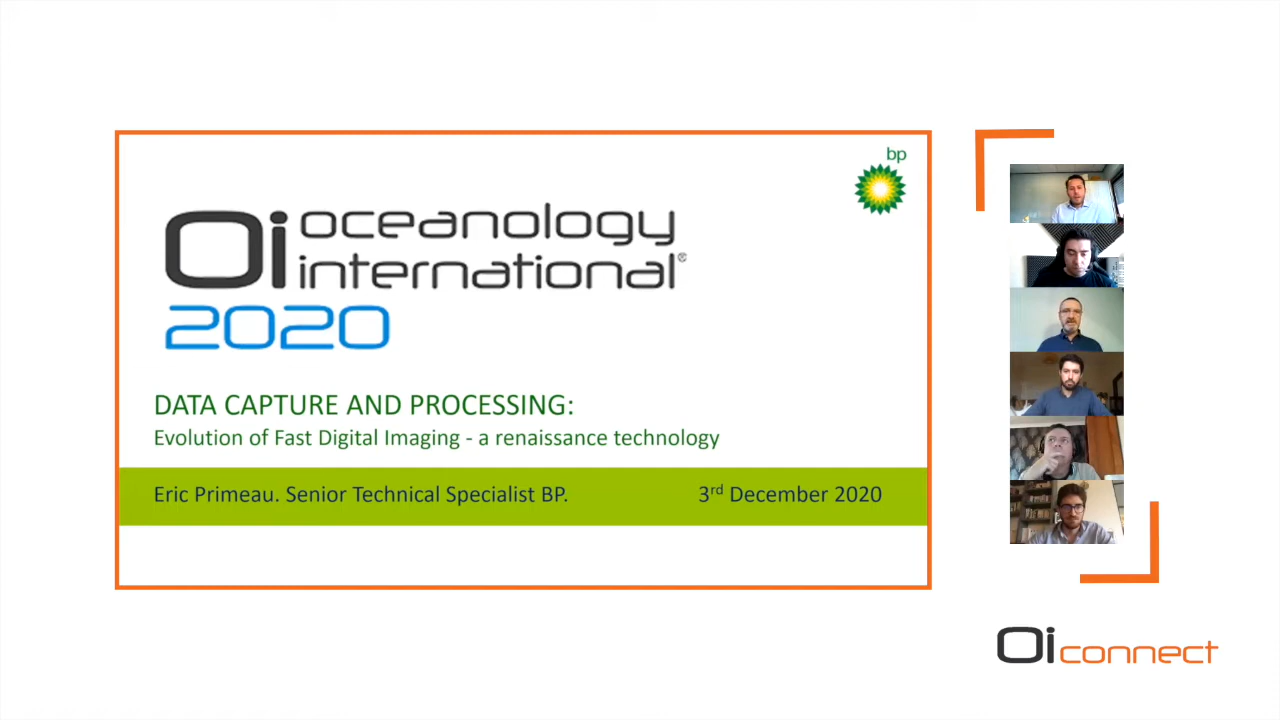 bp
Oi oceanology
international®
2020
DATA CAPTURE AND PROCESSING:
Evolution of Fast Digital Imaging - a renaissance technology
Eric Primeau. Senior Technical Specialist BP. 3rd December 2020
Oi connect